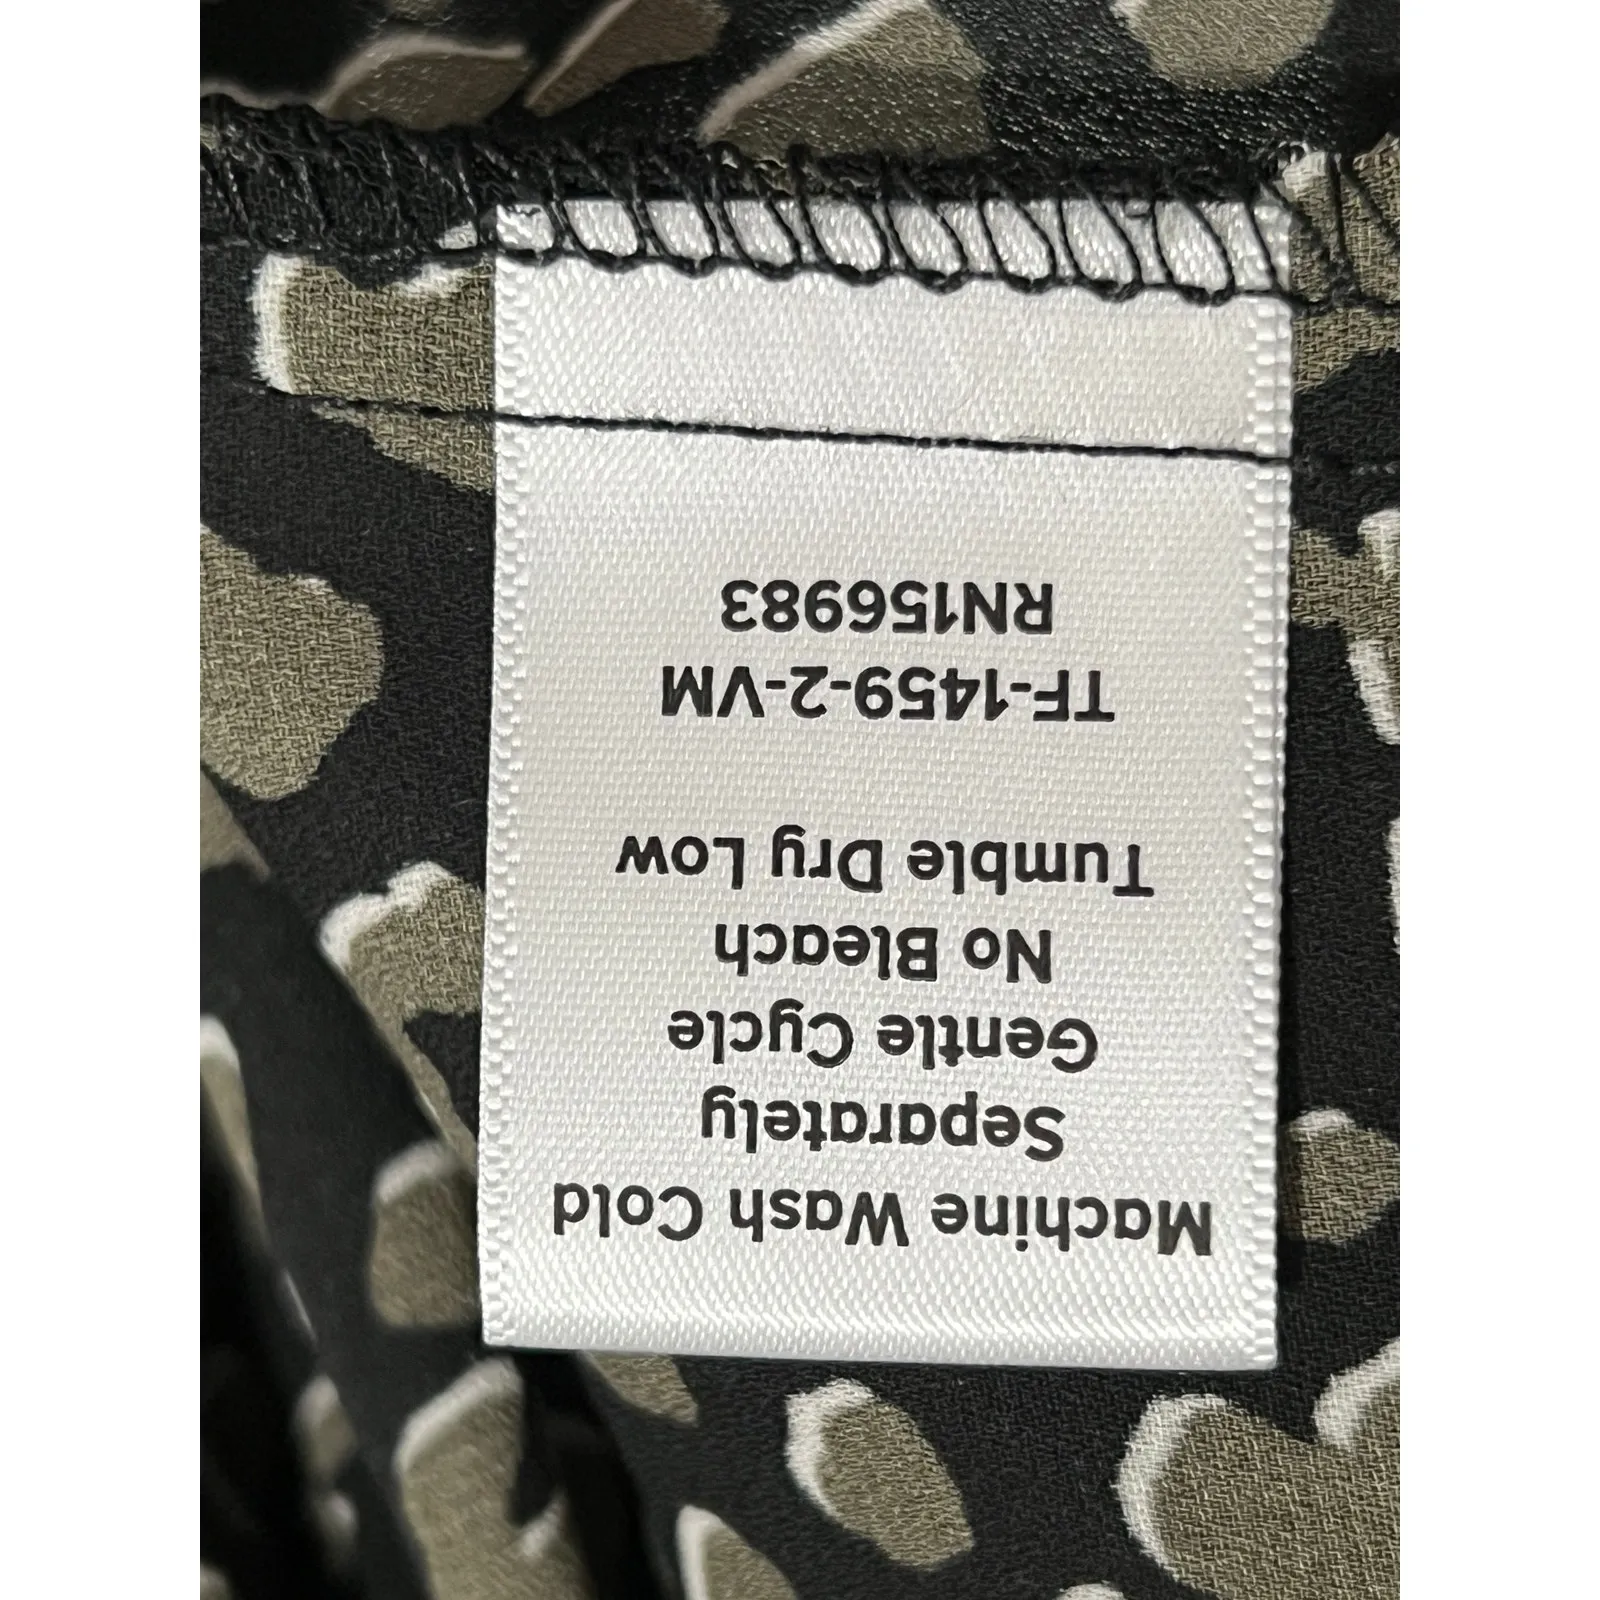 Machine Wash Cold
Separately
Gentle Cycle
No Bleach
Tumble Dry Low
TF-1459-2-VM
RN156983